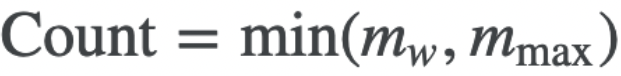 Count = min(m_w, m_max)